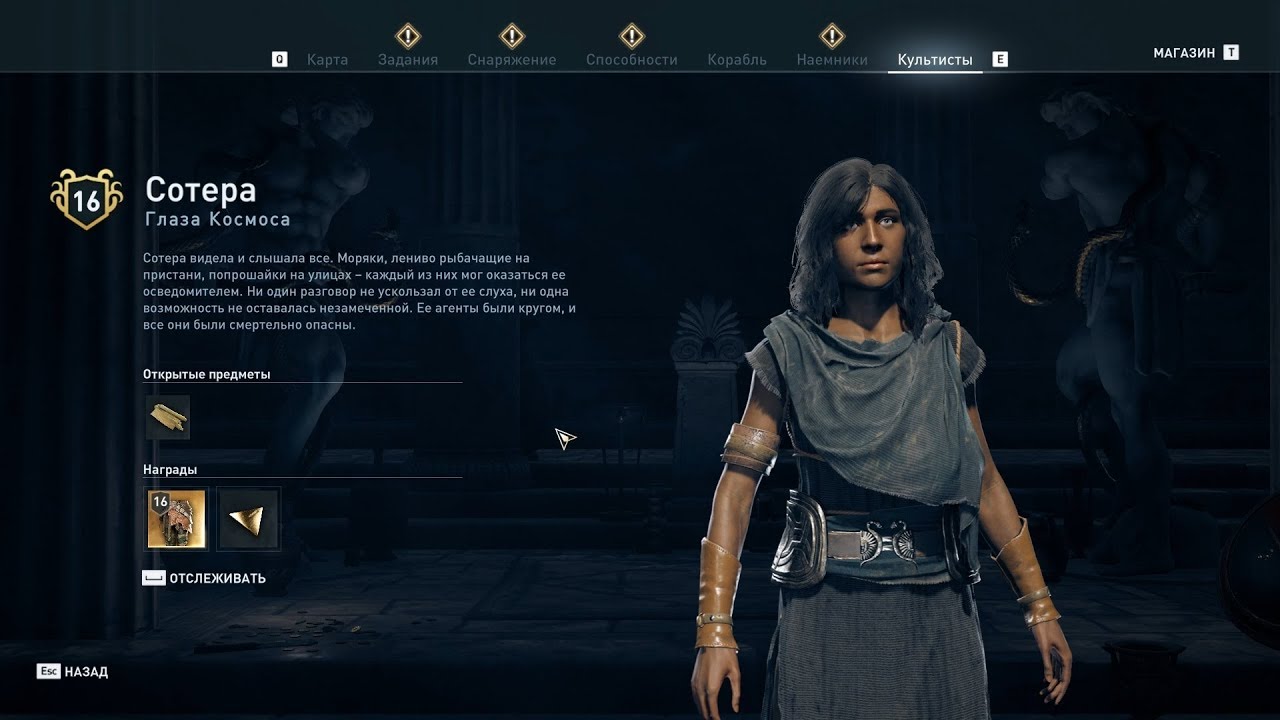 Q Карта Задания Снаряжение Способности Корабль Наемники Культисты E МАГАЗИН T
16 Сотера
Глаза Космоса
Сотера видела и слышала все. Моряки, лениво рыбачащие на
пристани, попрошайки на улицах – каждый из них мог оказаться ее
осведомителем. Ни один разговор не ускользал от ее слуха, ни одна
возможность не оставалась незамеченной. Ее агенты были кругом, и
все они были смертельно опасны.
Открытые предметы
Награды
16
ОТСЛЕЖИВАТЬ
Esc НАЗАД